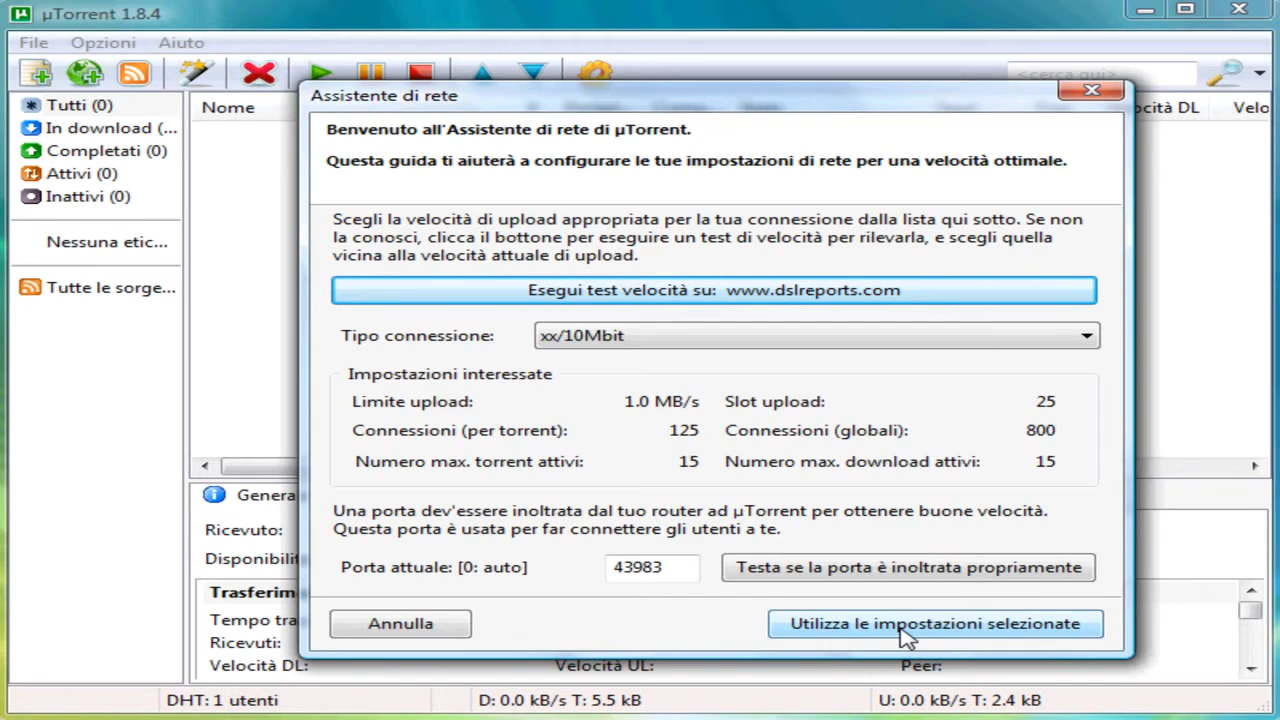 µTorrent 1.8.4
File Opzioni Aiuto
<cerca qui>
Tutti (0)
In download (...
Completati (0)
Attivi (0)
Inattivi (0)
Nessuna etic...
Tutte le sorge...
Nome
ocità DL Velo
Assistente di rete
Benvenuto all'Assistente di rete di µTorrent.
Questa guida ti aiuterà a configurare le tue impostazioni di rete per una velocità ottimale.
Scegli la velocità di upload appropriata per la tua connessione dalla lista qui sotto. Se non
la conosci, clicca il bottone per eseguire un test di velocità per rilevarla, e scegli quella
vicina alla velocità attuale di upload.
Esegui test velocità su: www.dslreports.com
Tipo connessione: xx/10Mbit
Impostazioni interessate
Limite upload: 1.0 MB/s Slot upload: 25
Connessioni (per torrent): 125 Connessioni (globali): 800
Numero max. torrent attivi: 15 Numero max. download attivi: 15
Una porta dev'essere inoltrata dal tuo router ad µTorrent per ottenere buone velocità.
Questa porta è usata per far connettere gli utenti a te.
Porta attuale: [0: auto] 43983 Testa se la porta è inoltrata propriamente
Annulla Utilizza le impostazioni selezionate
Genera
Ricevuto:
Disponibilit
Trasferim
Tempo tra
Ricevuti:
Velocità DL: Velocità UL: Peer:
DHT: 1 utenti D: 0.0 kB/s T: 5.5 kB U: 0.0 kB/s T: 2.4 kB